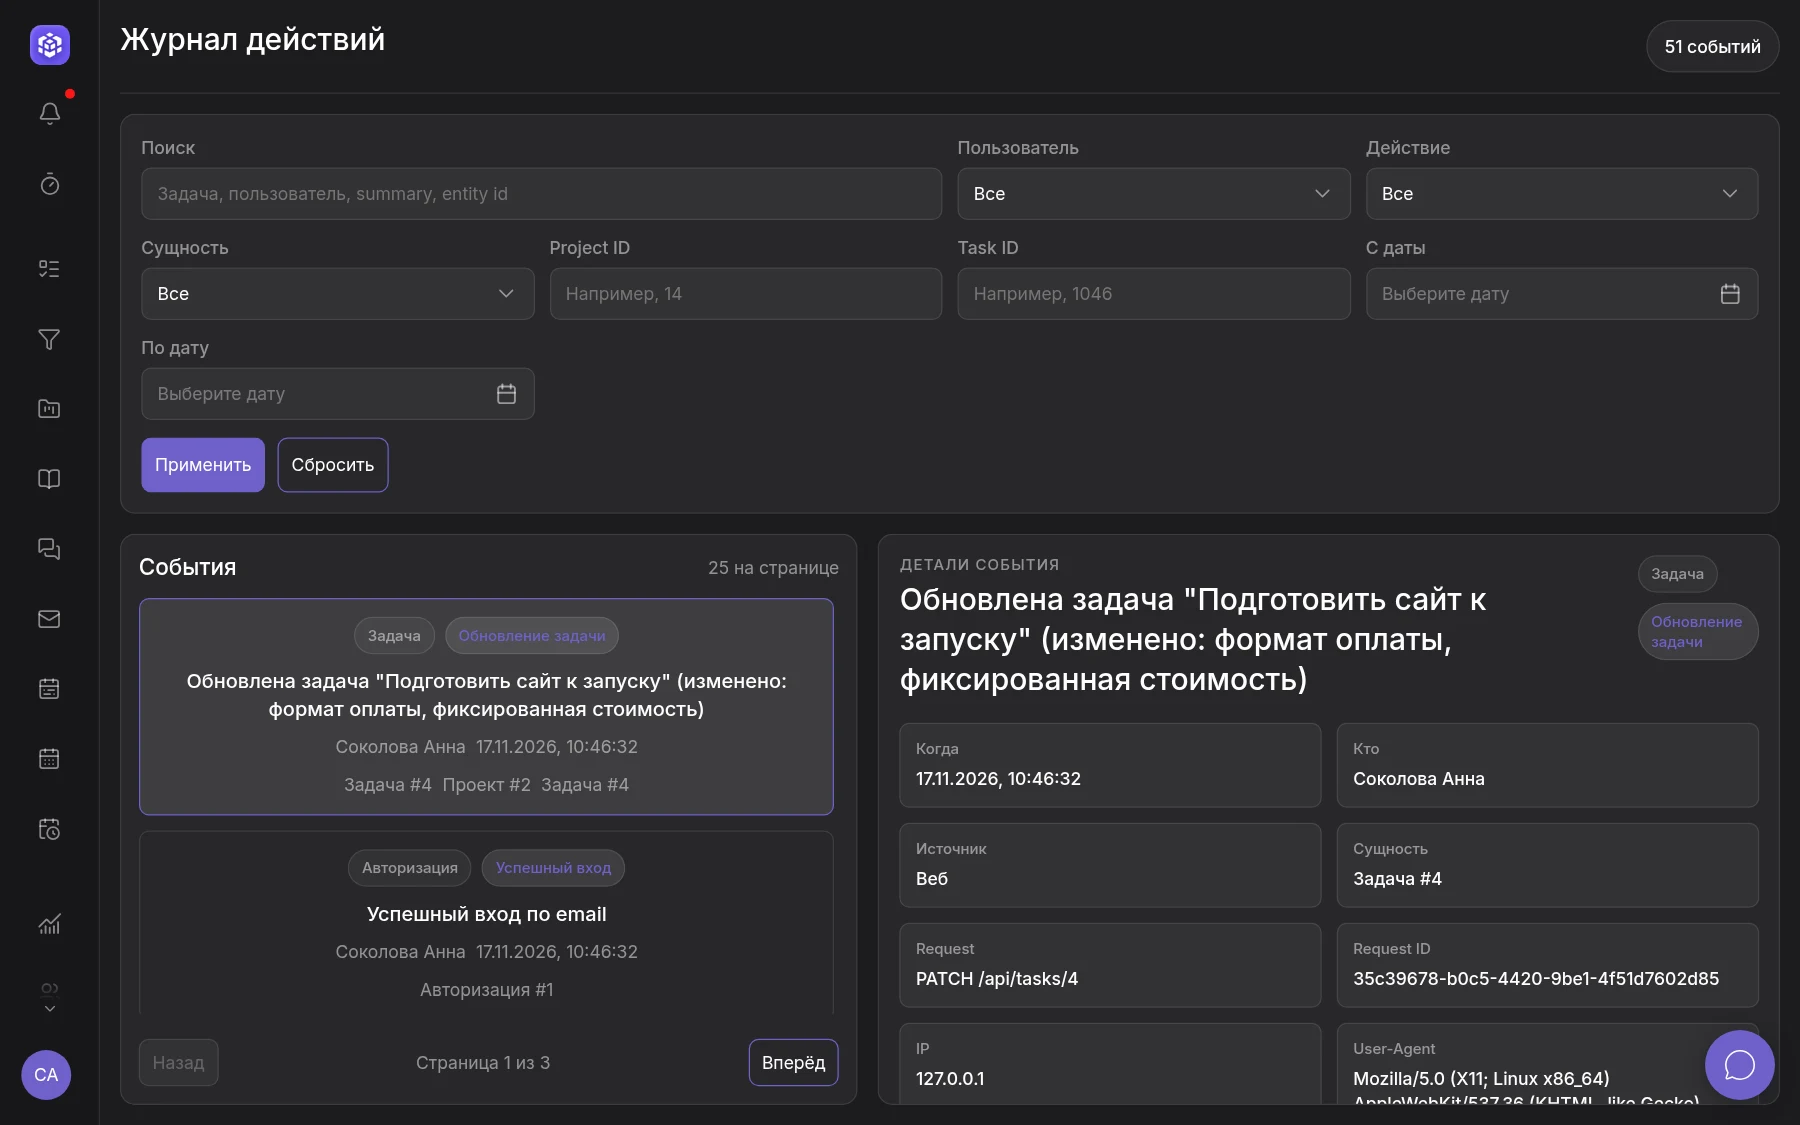 Журнал действий
51 событий
Поиск
Пользователь
Действие
Задача, пользователь, summary, entity id
Все
Все
Сущность
Project ID
Task ID
С даты
Все
Например, 14
Например, 1046
Выберите дату
По дату
Выберите дату
Применить
Сбросить
События
25 на странице
Задача
Обновление задачи
Обновлена задача "Подготовить сайт к запуску" (изменено:
формат оплаты, фиксированная стоимость)
Соколова Анна 17.11.2026, 10:46:32
Задача #4 Проект #2 Задача #4
Авторизация
Успешный вход
Успешный вход по email
Соколова Анна 17.11.2026, 10:46:32
Авторизация #1
Назад
Страница 1 из 3
Вперёд
ДЕТАЛИ СОБЫТИЯ
Обновлена задача "Подготовить сайт к
запуску" (изменено: формат оплаты,
фиксированная стоимость)
Задача
Обновление
задачи
Когда
17.11.2026, 10:46:32
Кто
Соколова Анна
Источник
Веб
Сущность
Задача #4
Request
PATCH /api/tasks/4
Request ID
35c39678-b0c5-4420-9be1-4f51d7602d85
IP
127.0.0.1
User-Agent
Mozilla/5.0 (X11; Linux x86_64)
AppleWebKit/537.36 (KHTML, like Gecko)
CA